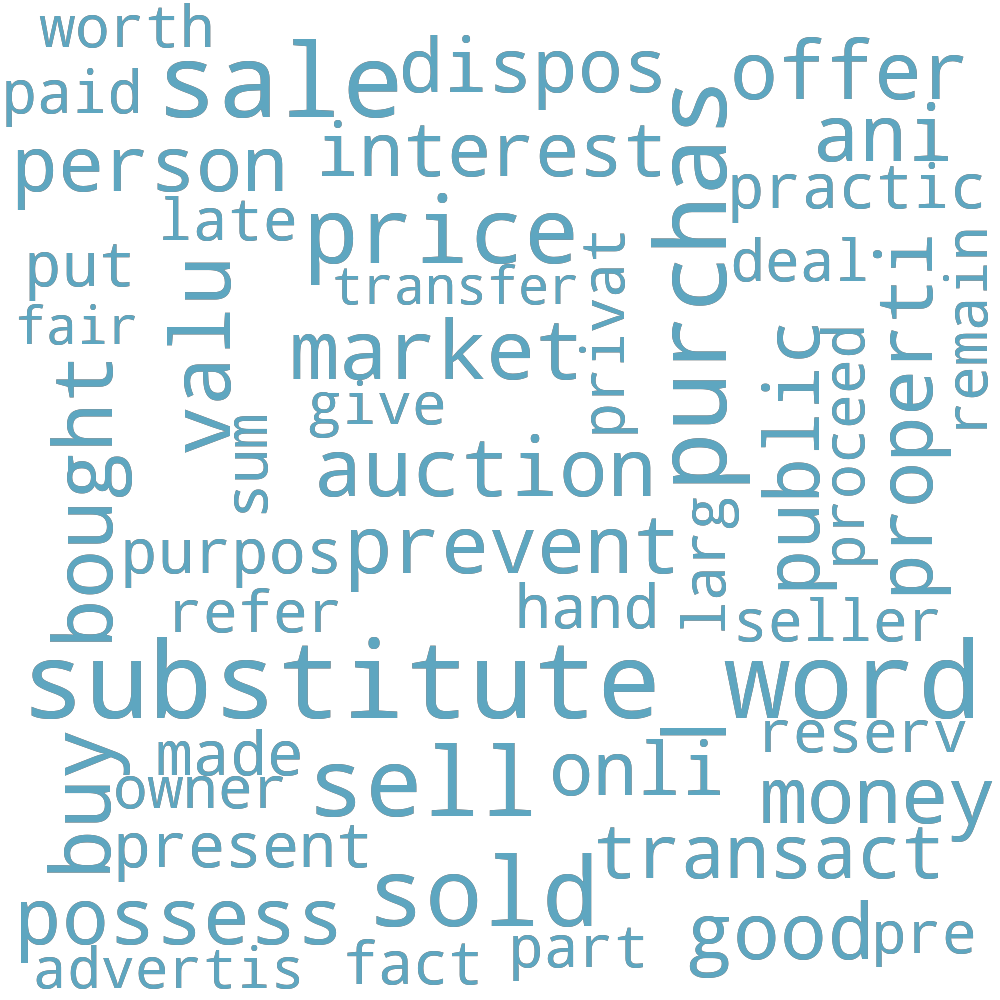 worth
sale
dispos
offer
paid
ani
person
interest
practic
late
price
purchas
put
valu
transfer
privat
deal
properti
remain
fair
market
bought
give
sum
auction
public
proceed
purpos
prevent
larg
refer
hand
seller
substitute word
l
reserv
buy
made
owner
sell
onli
money
present
transact
possess
sold
good
pre
advertis
fact
part